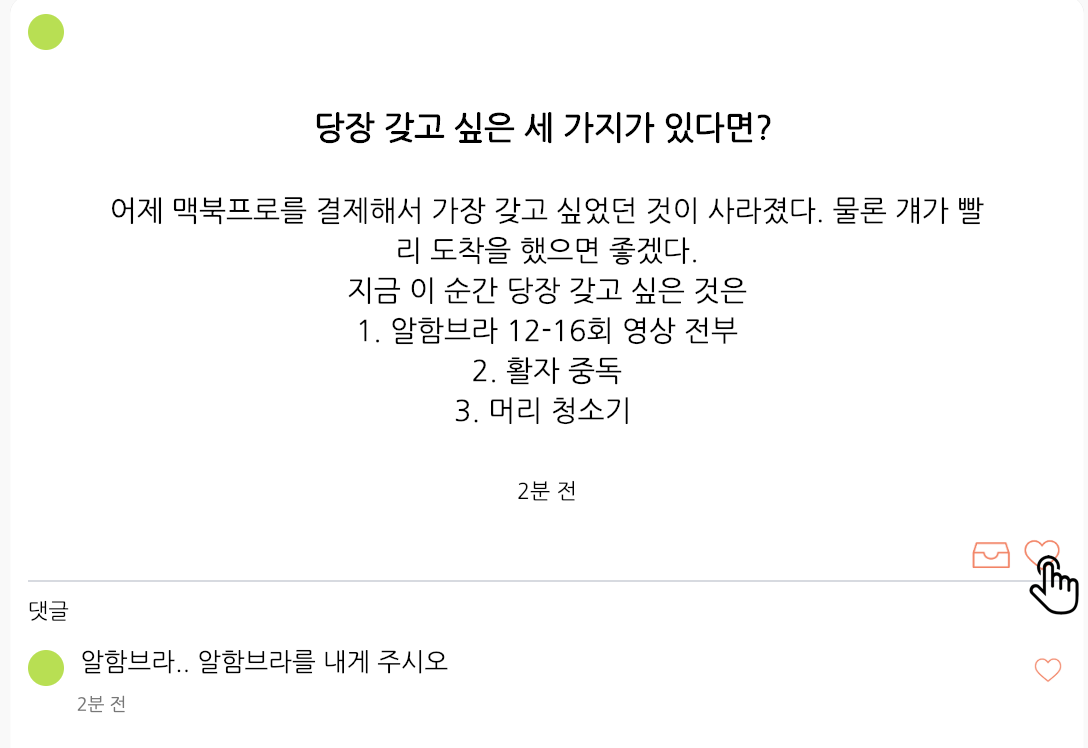 당장 갖고 싶은 세 가지가 있다면?
어제 맥북프로를 결제해서 가장 갖고 싶었던 것이 사라졌다. 물론 걔가 빨
리 도착을 했으면 좋겠다.
지금 이 순간 당장 갖고 싶은 것은
1. 알함브라 12-16회 영상 전부
2. 활자 중독
3. 머리 청소기
2분 전
댓글
알함브라.. 알함브라를 내게 주시오
2분 전